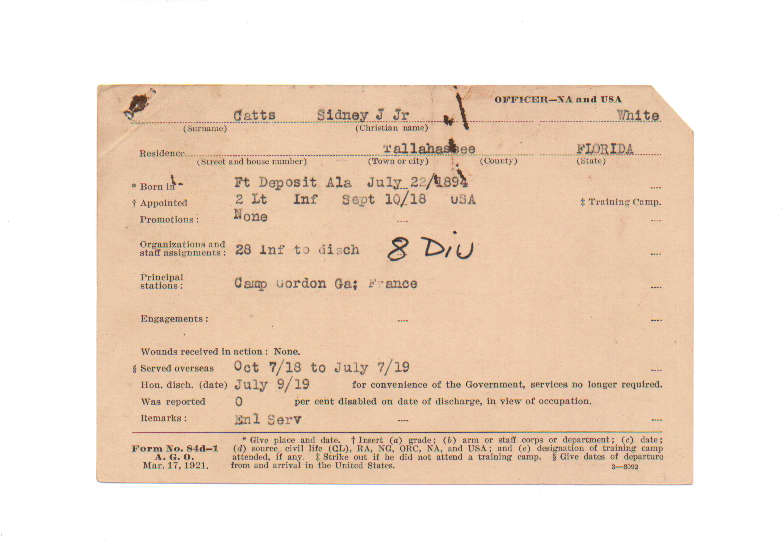 OFFICER—NA and USA
Catts Sidney J Jr White
(Surname) (Christian name)
Residence Tallahassee FLORIDA
(Street and house number) (Town or city) (County) (State)
* Born in Ft Deposit Ala July 22/1894 ....
† Appointed 2 Lt Inf Sept 10/18 USA ‡ Training Camp.
Promotions: None .... ....
Organizations and
staff assignments: 28 Inf to disch 8 Div ....
Principal
stations: Camp Gordon Ga; France ....
Engagements: .... ....
Wounds received in action: None.
§ Served overseas Oct 7/18 to July 7/19 ....
Hon. disch. (date) July 9/19 for convenience of the Government, services no longer required.
Was reported 0 per cent disabled on date of discharge, in view of occupation.
Remarks: Enl Serv .... ....
Form No. 84d–1
A. G. O.
Mar. 17, 1921.
* Give place and date. † Insert (a) grade; (b) arm or staff corps or department; (c) date;
(d) source, civil life (CL), RA, NG, ORC, NA, and USA; and (e) designation of training camp
attended, if any. ‡ Strike out if he did not attend a training camp. § Give dates of departure
from and arrival in the United States. 3—8092